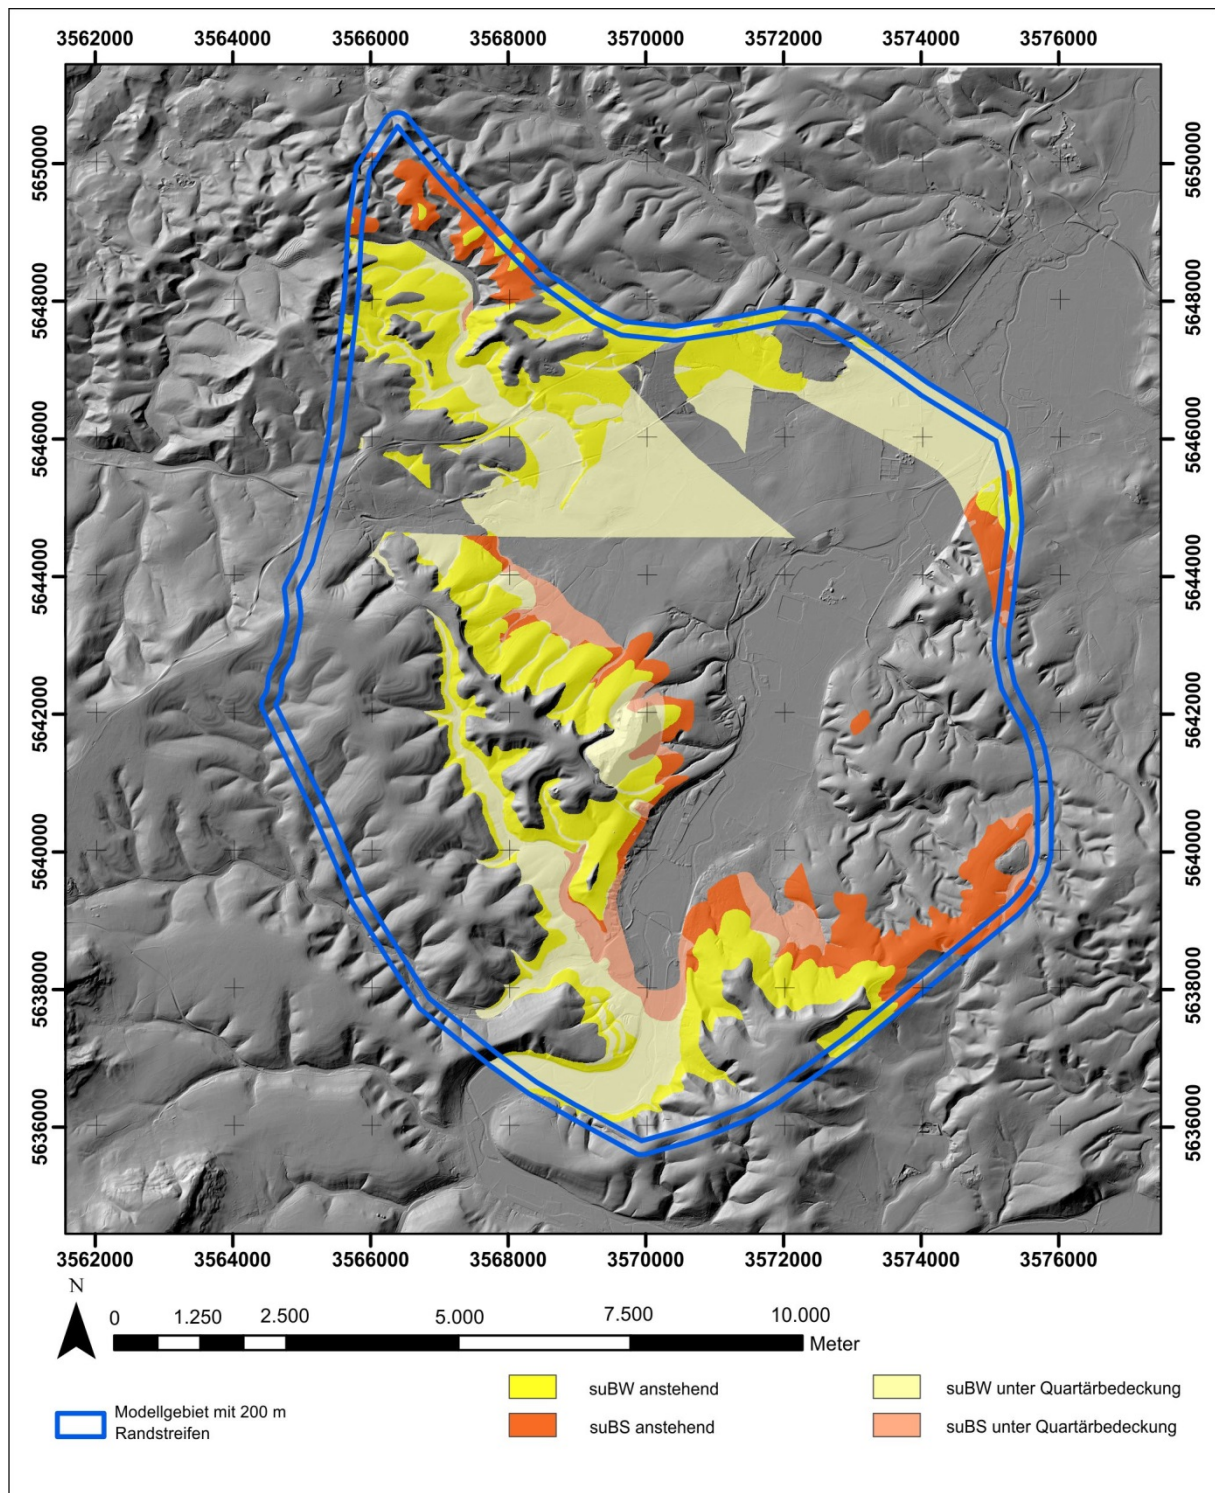 3562000 3564000 3566000 3568000 3570000 3572000 3574000 3576000
5650000 5650000
5648000 5648000
5646000 5646000
5644000 5644000
5642000 5642000
5640000 5640000
5638000 5638000
5636000 5636000
3562000 3564000 3566000 3568000 3570000 3572000 3574000 3576000
N
0 1.250 2.500 5.000 7.500 10.000
Meter
Modellgebiet mit 200 m
Randstreifen
suBW anstehend
suBS anstehend
suBW unter Quartärbedeckung
suBS unter Quartärbedeckung